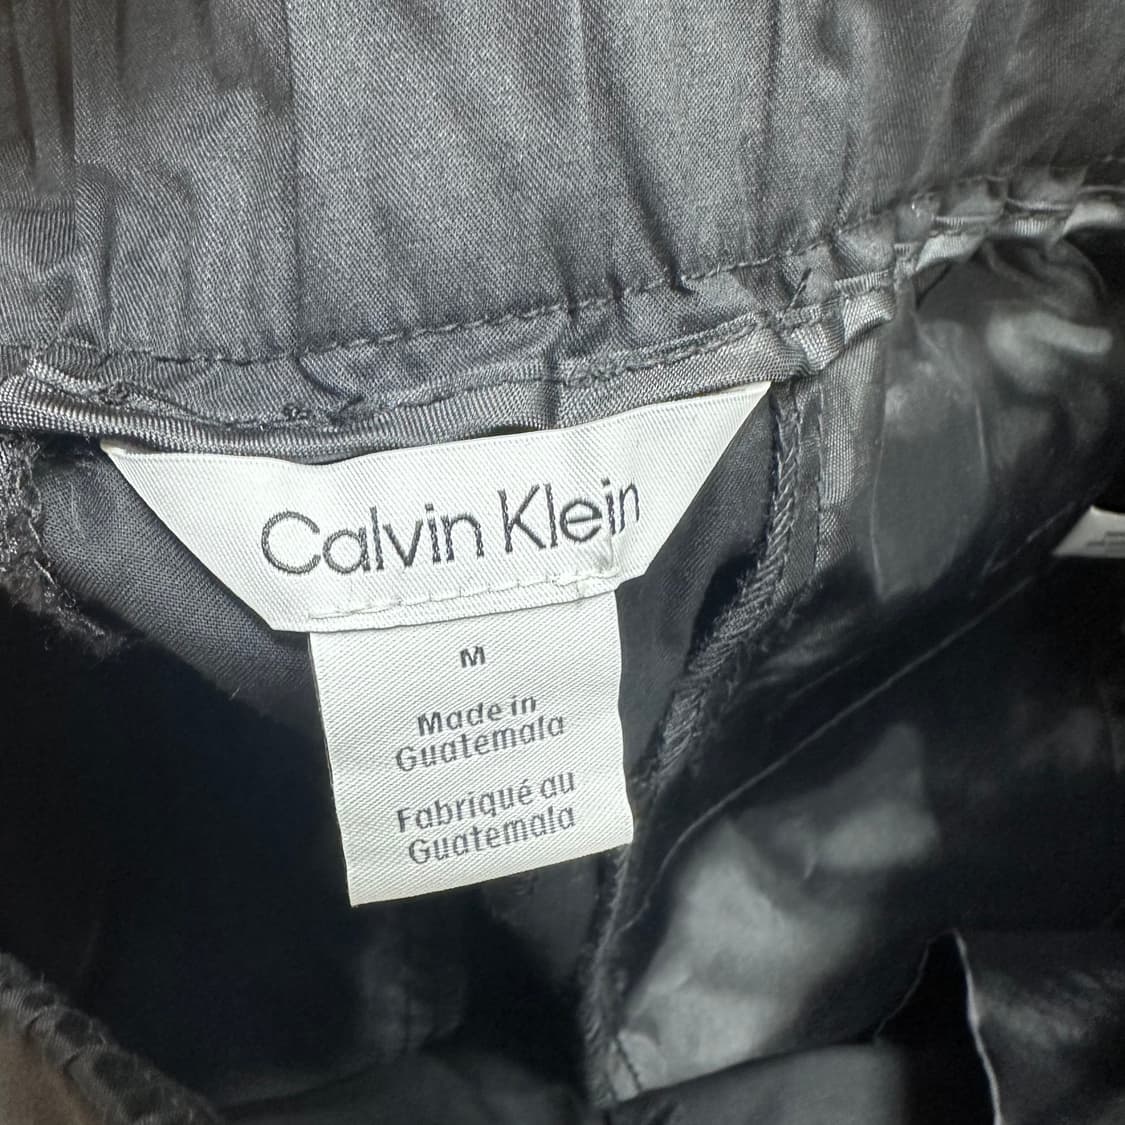 Calvin Klein
M
Made in
Guatemala
Fabriqué au
Guatemala